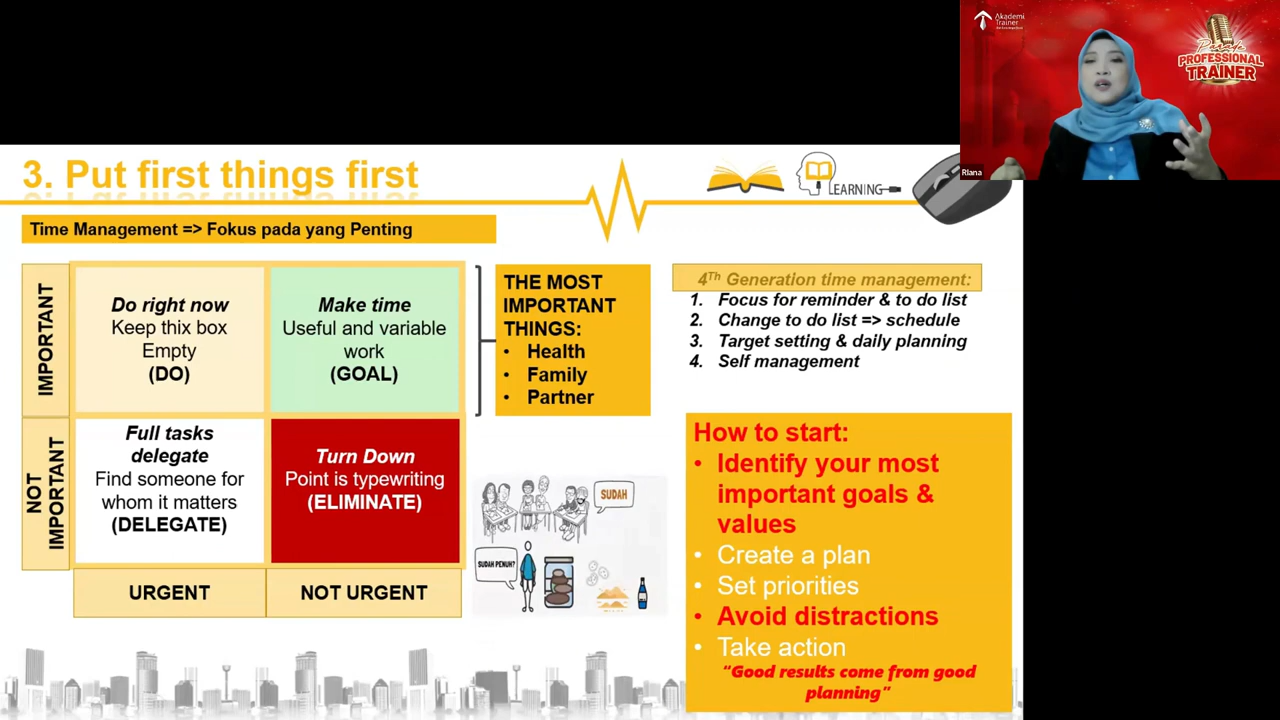 3. Put first things first
LEARNING
Time Management => Fokus pada yang Penting
IMPORTANT
Do right now
Keep thix box
Empty
(DO)
Make time
Useful and variable
work
(GOAL)
NOT
IMPORTANT
Full tasks
delegate
Find someone for
whom it matters
(DELEGATE)
Turn Down
Point is typewriting
(ELIMINATE)
URGENT
NOT URGENT
THE MOST
IMPORTANT
THINGS:
• Health
• Family
• Partner
SUDAH
SUDAH PENUH?
4Th Generation time management:
1. Focus for reminder & to do list
2. Change to do list => schedule
3. Target setting & daily planning
4. Self management
How to start:
• Identify your most
important goals &
values
• Create a plan
• Set priorities
• Avoid distractions
• Take action
“Good results come from good
planning”
Akademi
Trainer
PROFESSIONAL
TRAINER
Riana